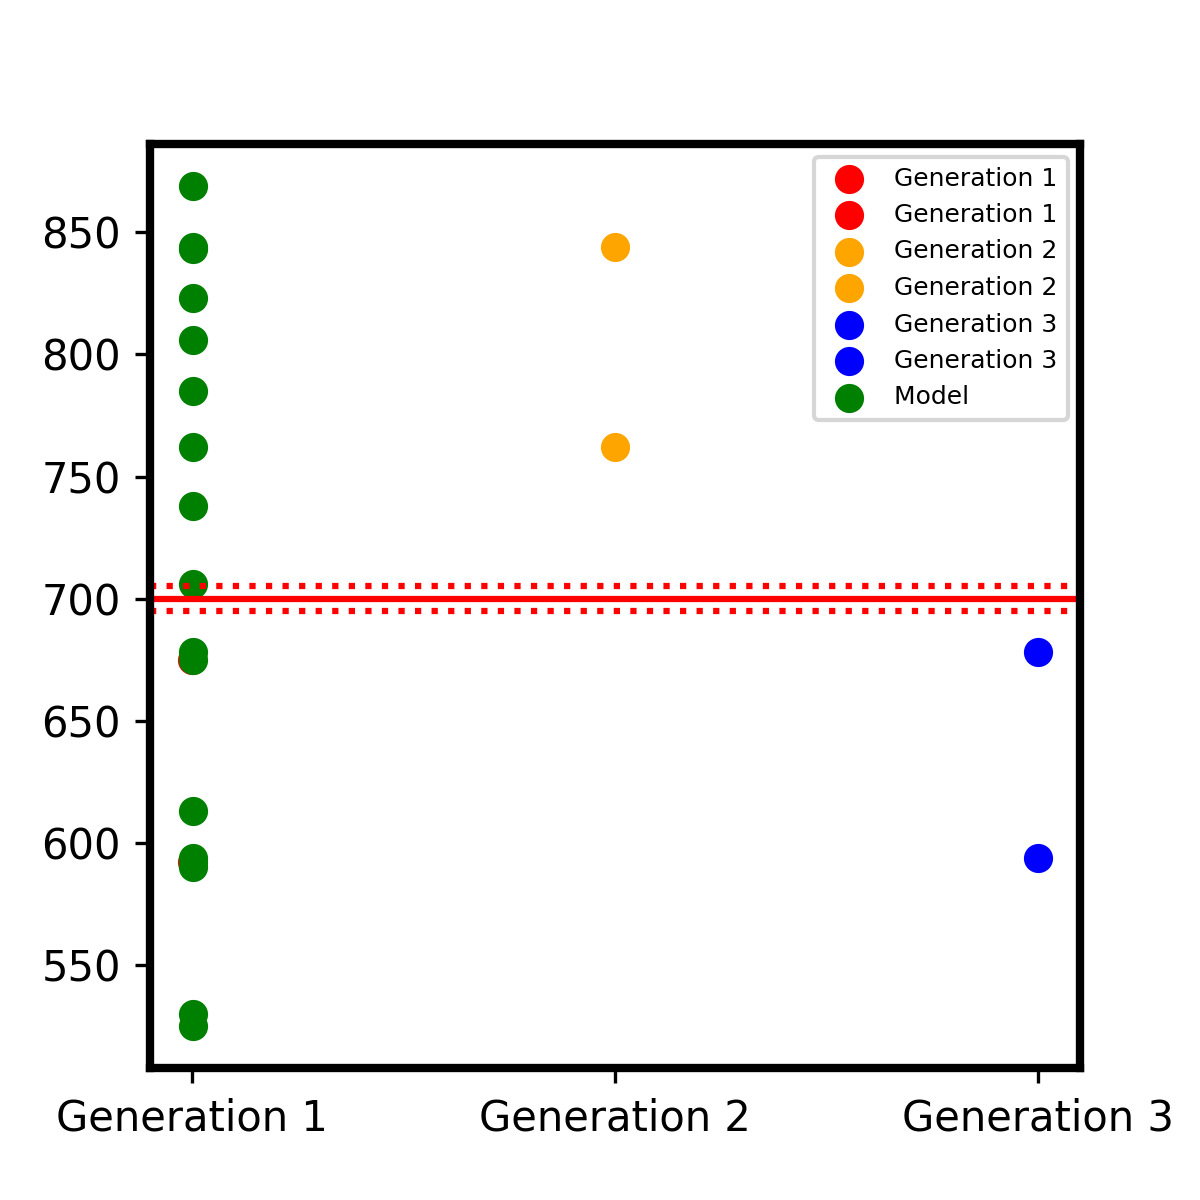 850
800
750
700
650
600
550
Generation 1
Generation 1
Generation 2
Generation 2
Generation 3
Generation 3
Model
Generation 1
Generation 2
Generation 3